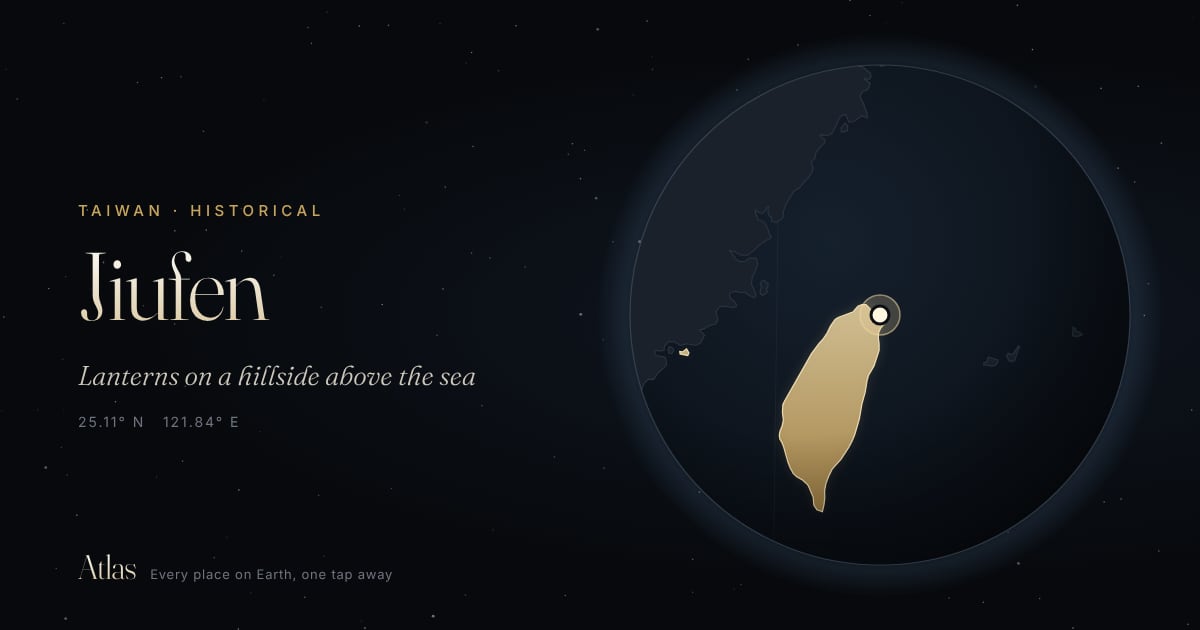 TAIWAN · HISTORICAL
Jiufen
Lanterns on a hillside above the sea
25.11° N 121.84° E
Atlas Every place on Earth, one tap away